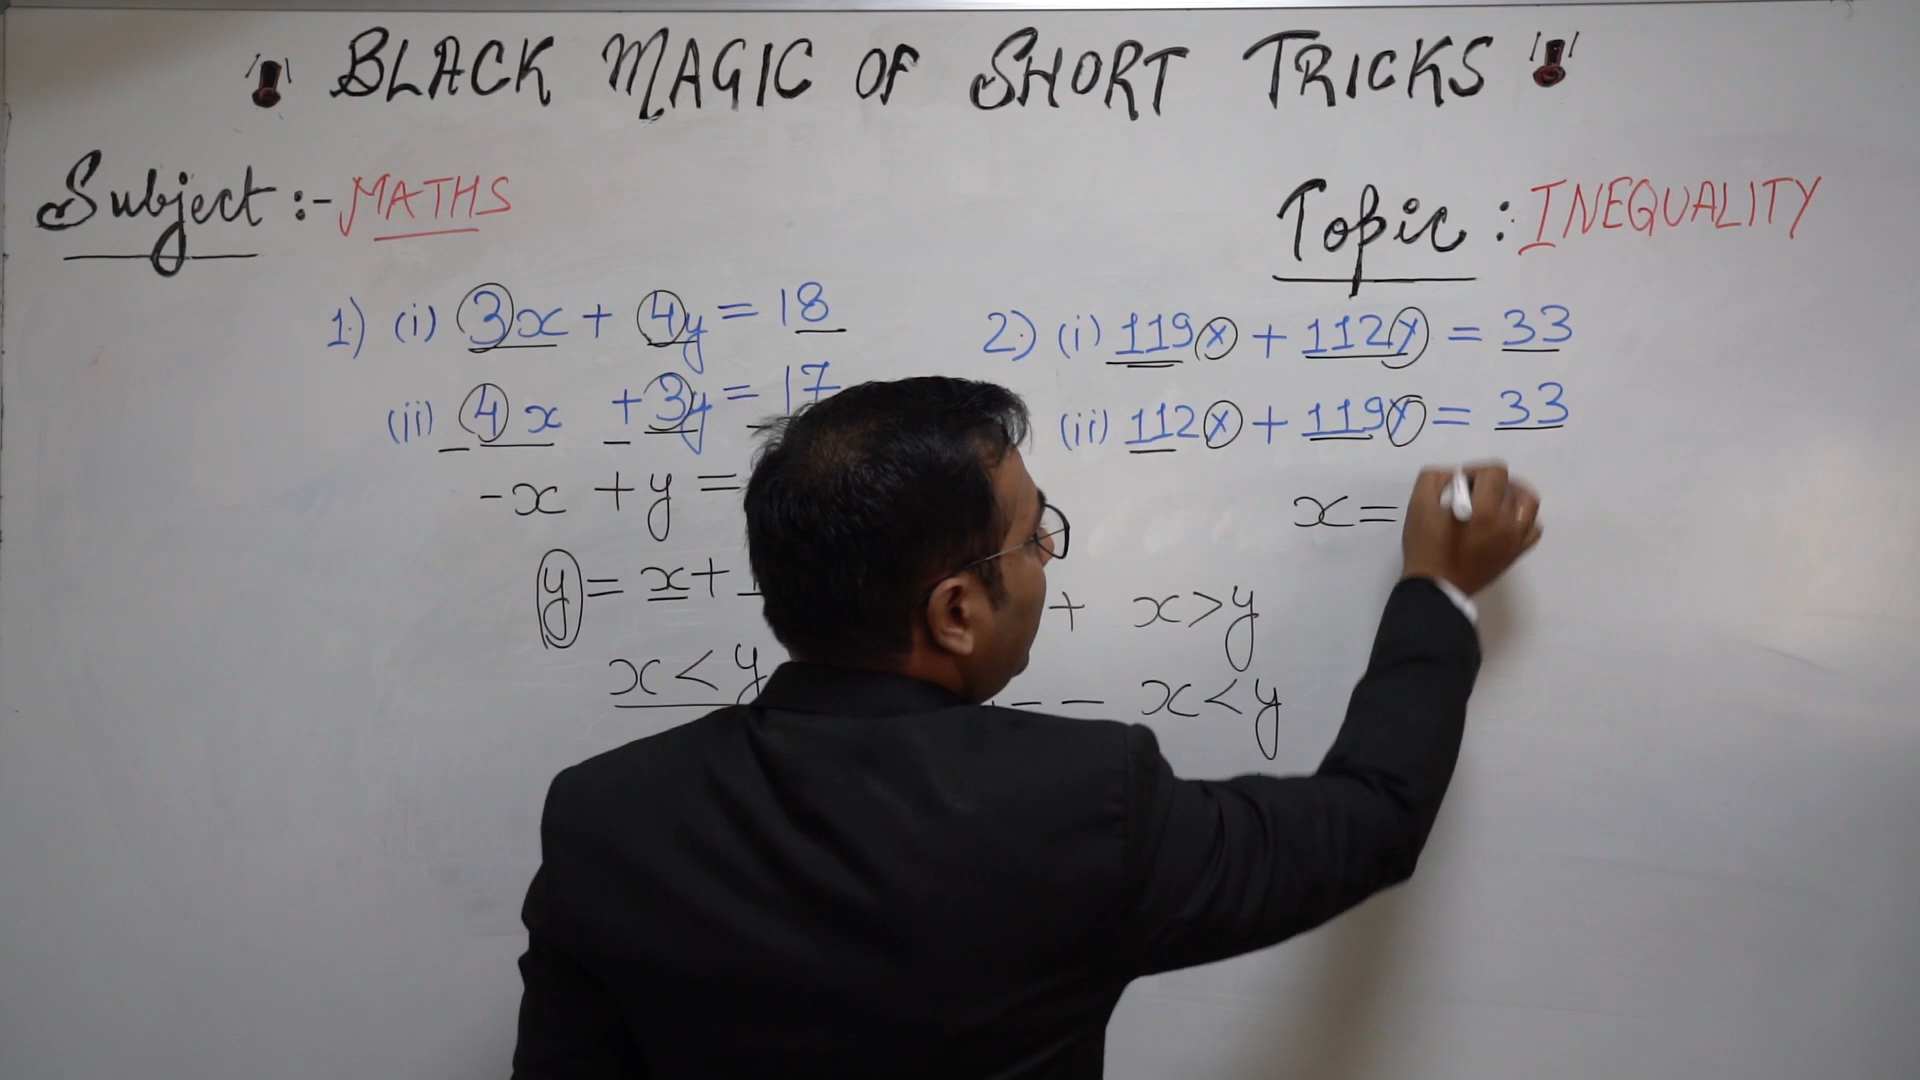 BLACK MAGIC OF SHORT TRICKS
Subject :- MATHS
Topic : INEQUALITY
1) (i) 3x + 4y = 18
(ii) 4x + 3y = 17
-x + y =
y = x +
x < y
2) (i) 119x + 112y = 33
(ii) 112x + 119y = 33
x =
+ x > y
- - x < y